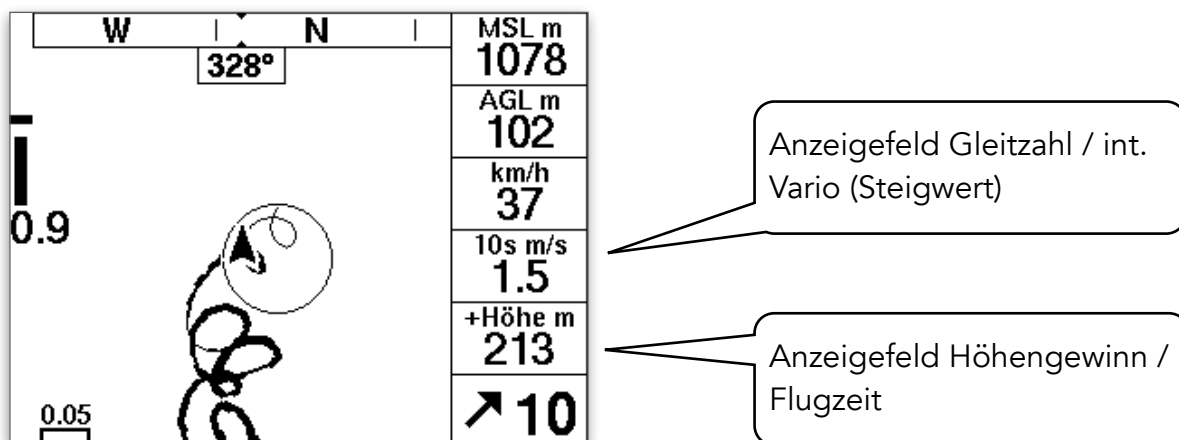 W N
328°
0.9
0.05
MSL m
1078
AGL m
102
km/h
37
10s m/s
1.5
+Höhe m
213
10
Anzeigefeld Gleitzahl / int.
Vario (Steigwert)
Anzeigefeld Höhengewinn /
Flugzeit